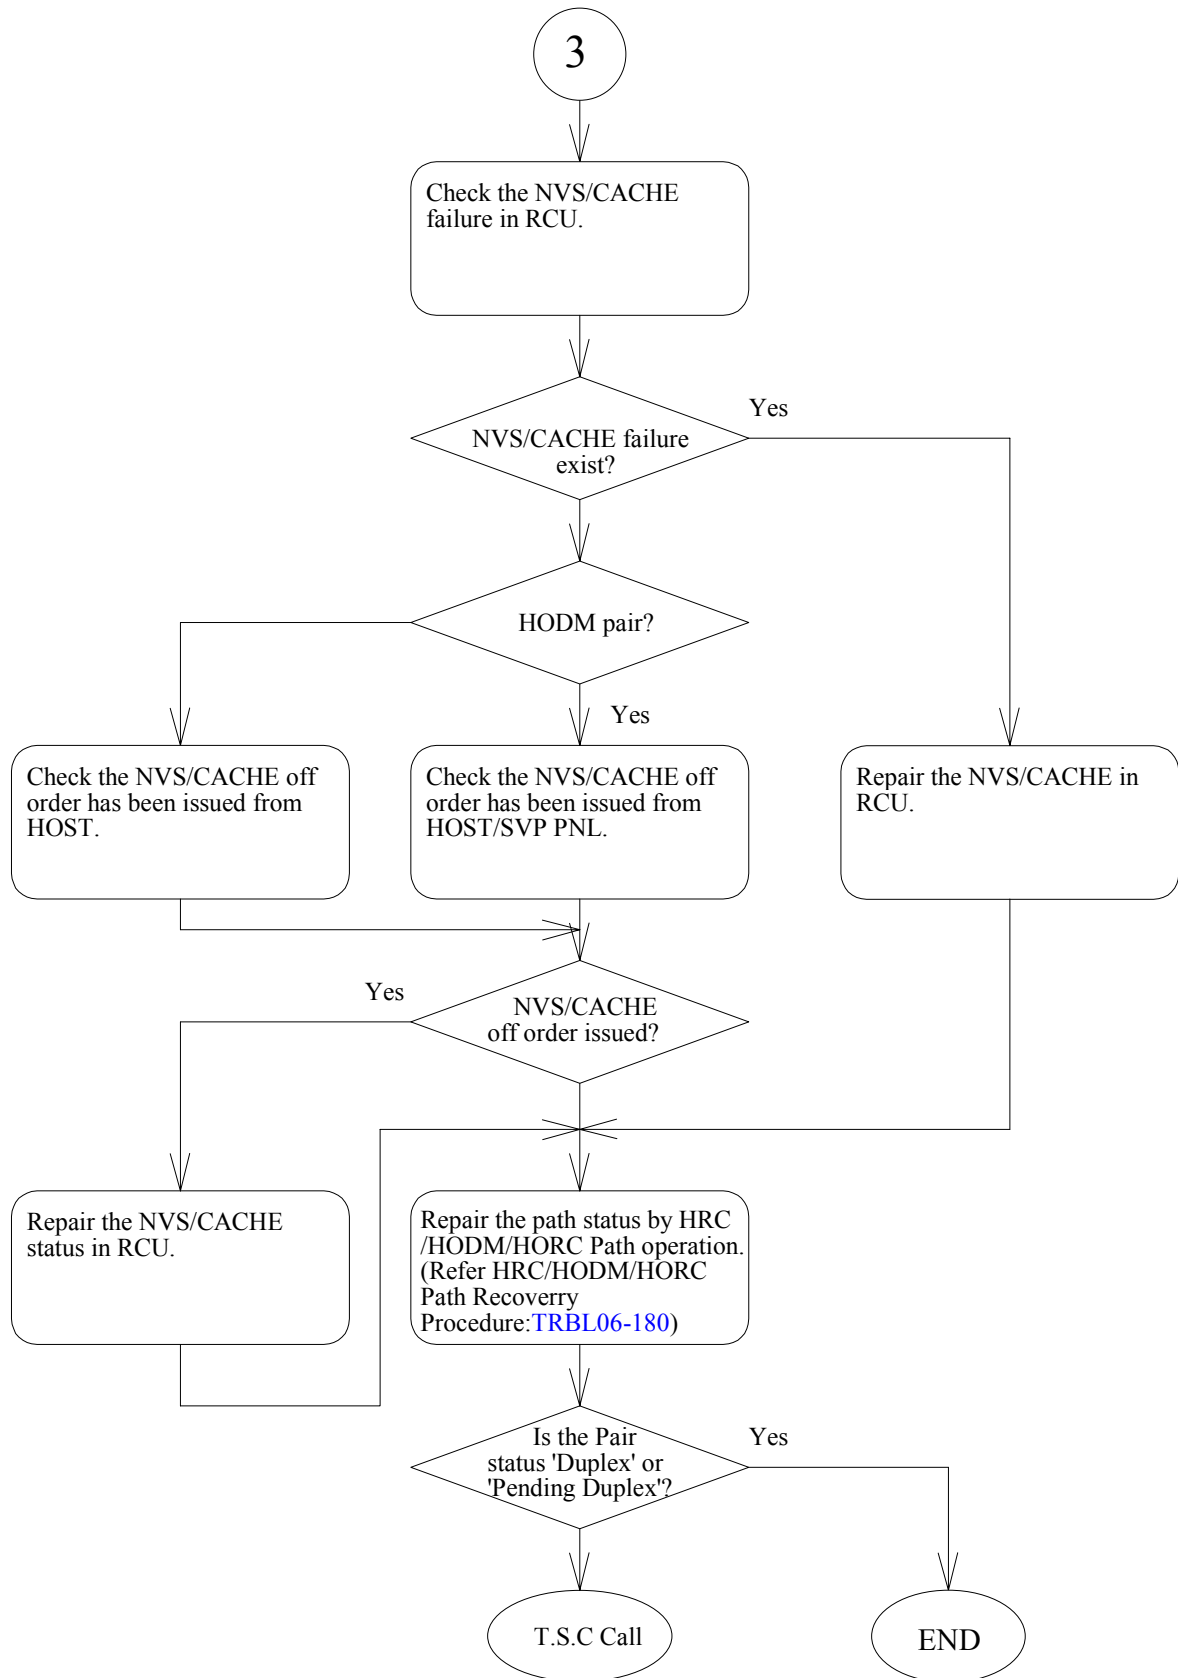 3
Check the NVS/CACHE
failure in RCU.
Yes
NVS/CACHE failure
exist?
HODM pair?
Yes
Check the NVS/CACHE off
order has been issued from
HOST.
Check the NVS/CACHE off
order has been issued from
HOST/SVP PNL.
Repair the NVS/CACHE in
RCU.
Yes
NVS/CACHE
off order issued?
Repair the NVS/CACHE
status in RCU.
Repair the path status by HRC
/HODM/HORC Path operation.
(Refer HRC/HODM/HORC
Path Recoverry
Procedure:TRBL06-180)
Is the Pair
status 'Duplex' or
'Pending Duplex'?
Yes
T.S.C Call
END